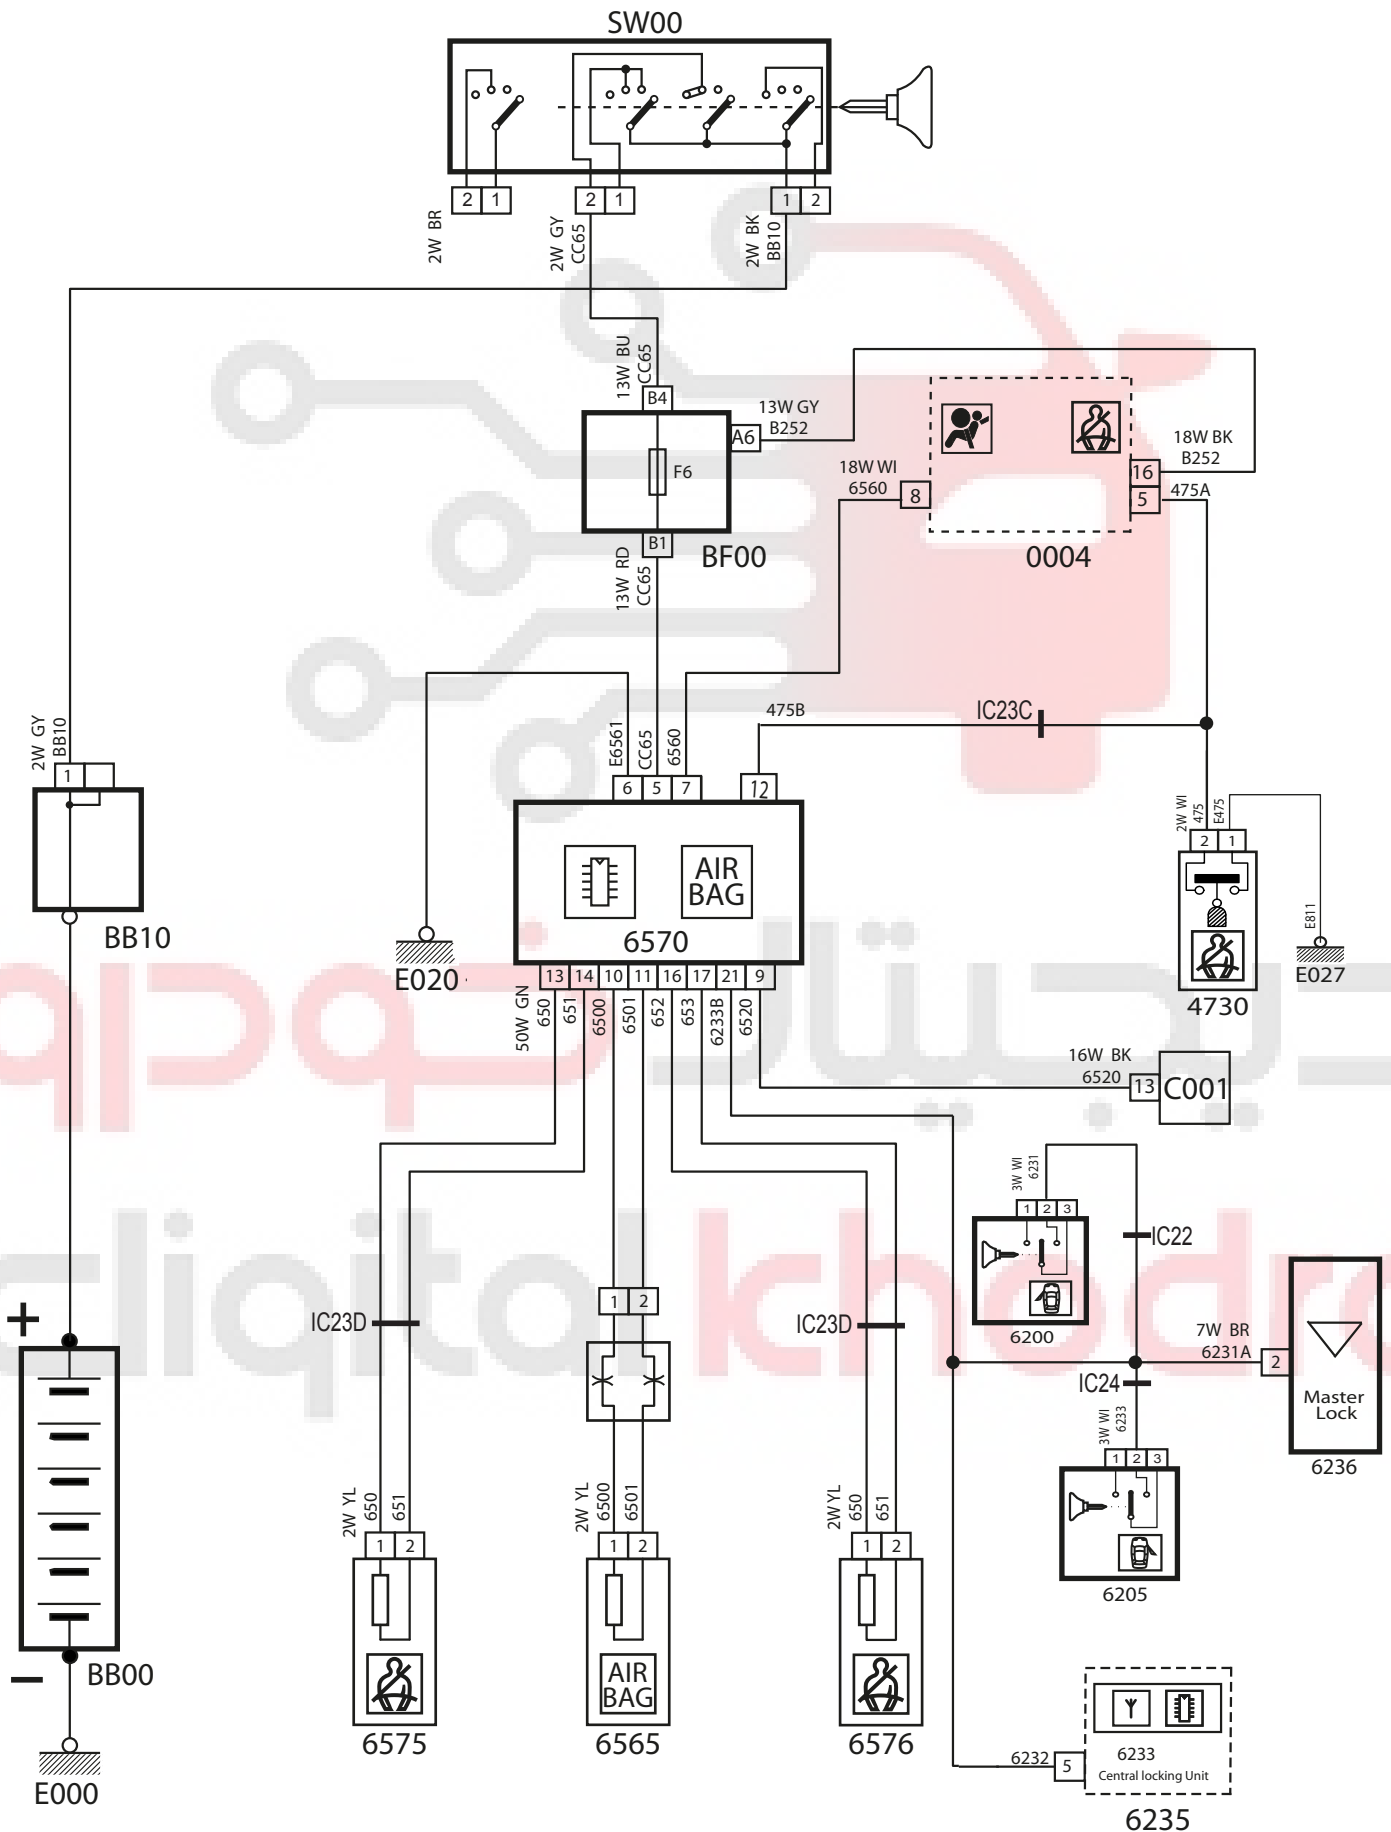 SW00
2 1
2 1
1 2
2W BR
2W GY
CC65
2W BK
BB10
13W BU
CC65
B4
13W GY
B252
A6
F6
BF00
B1
13W RD
CC65
18W WI
6560
8
18W BK
B252
16
5
475A
0004
IC23C
475B
2W GY
BB10
1
BB10
E6561
CC65
6560
6 5 7
12
AIR
BAG
6570
E020
13 14 10 11 16 17 21 9
50W GN
650
651
6500
6501
652
653
6233B
6520
2W WI
475
E475
2 1
E811
E027
4730
16W BK
6520
13
C001
3W WI
6231
1 2 3
6200
IC22
1 2
IC23D
IC23D
7W BR
6231A
2
Master
Lock
6236
IC24
3W WI
6233
1 2 3
6205
+
−
BB00
E000
2W YL
650
651
1 2
6575
2W YL
6500
6501
1 2
AIR
BAG
6565
2W YL
650
651
1 2
6576
6232
5
6233
Central locking Unit
6235